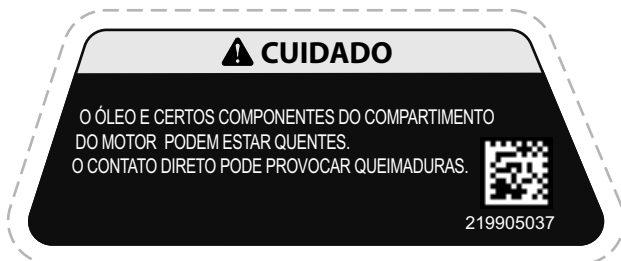 CUIDADO
O ÓLEO E CERTOS COMPONENTES DO COMPARTIMENTO
DO MOTOR PODEM ESTAR QUENTES.
O CONTATO DIRETO PODE PROVOCAR QUEIMADURAS.
219905037